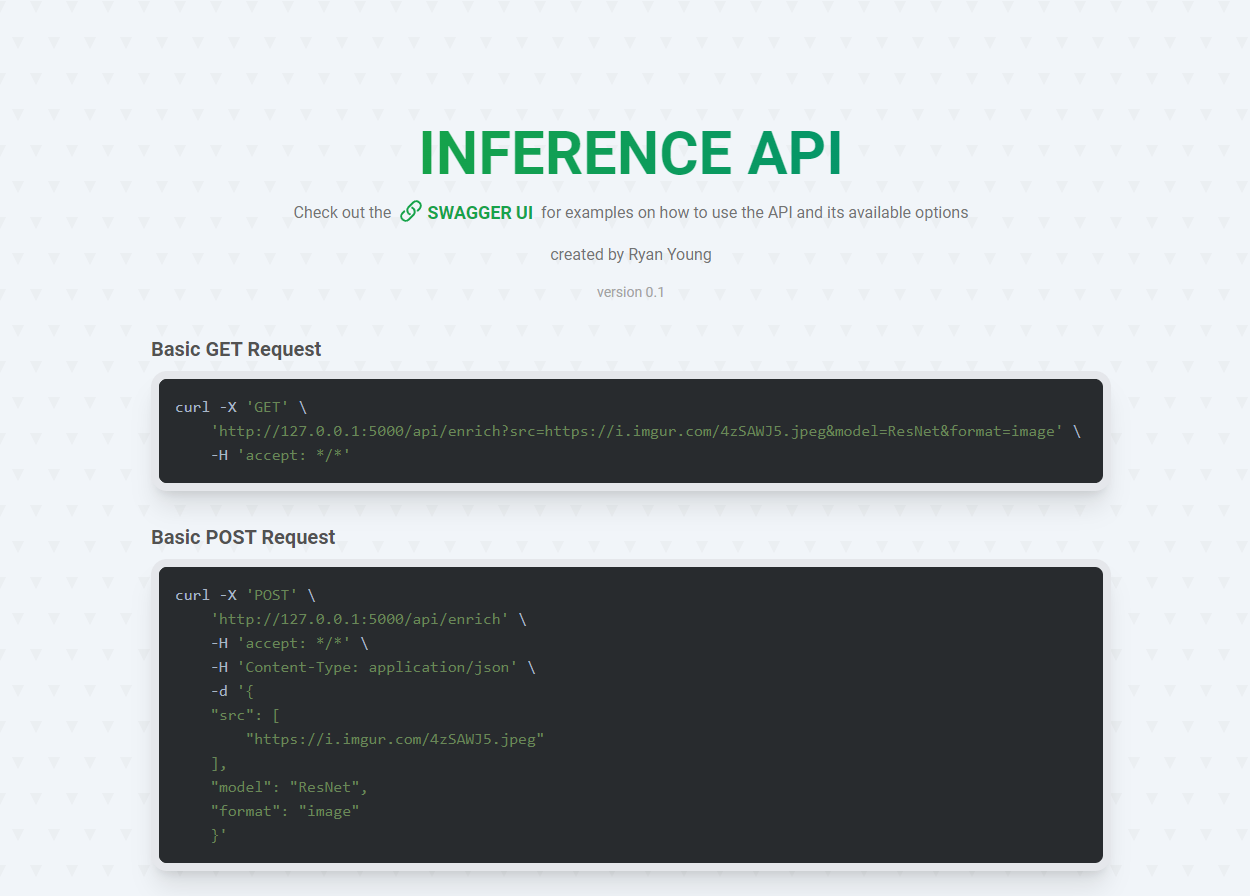 INFERENCE API
Check out the SWAGGER UI for examples on how to use the API and its available options
created by Ryan Young
version 0.1
Basic GET Request
curl -X 'GET' \
    'http://127.0.0.1:5000/api/enrich?src=https://i.imgur.com/4zSAWJ5.jpeg&model=ResNet&format=image' \
    -H 'accept: */*'
Basic POST Request
curl -X 'POST' \
    'http://127.0.0.1:5000/api/enrich' \
    -H 'accept: */*' \
    -H 'Content-Type: application/json' \
    -d '{
    "src": [
        "https://i.imgur.com/4zSAWJ5.jpeg"
    ],
    "model": "ResNet",
    "format": "image"
    }'